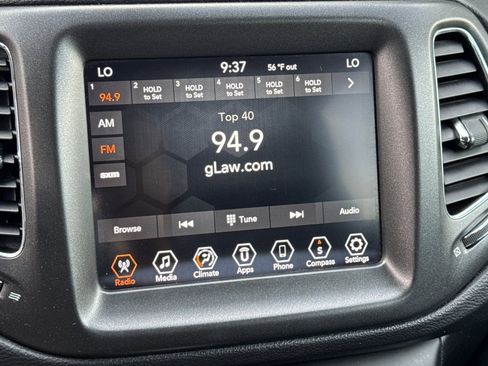 LO 9:37 56 °F out LO
1 2 HOLD 3 HOLD 4 HOLD 5 HOLD 6 HOLD
94.9 to Set to Set to Set to Set to Set
AM
Top 40
FM
94.9
sxm
gLaw.com
Browse Tune Audio
Radio Media Climate Apps Phone Compass Settings
S